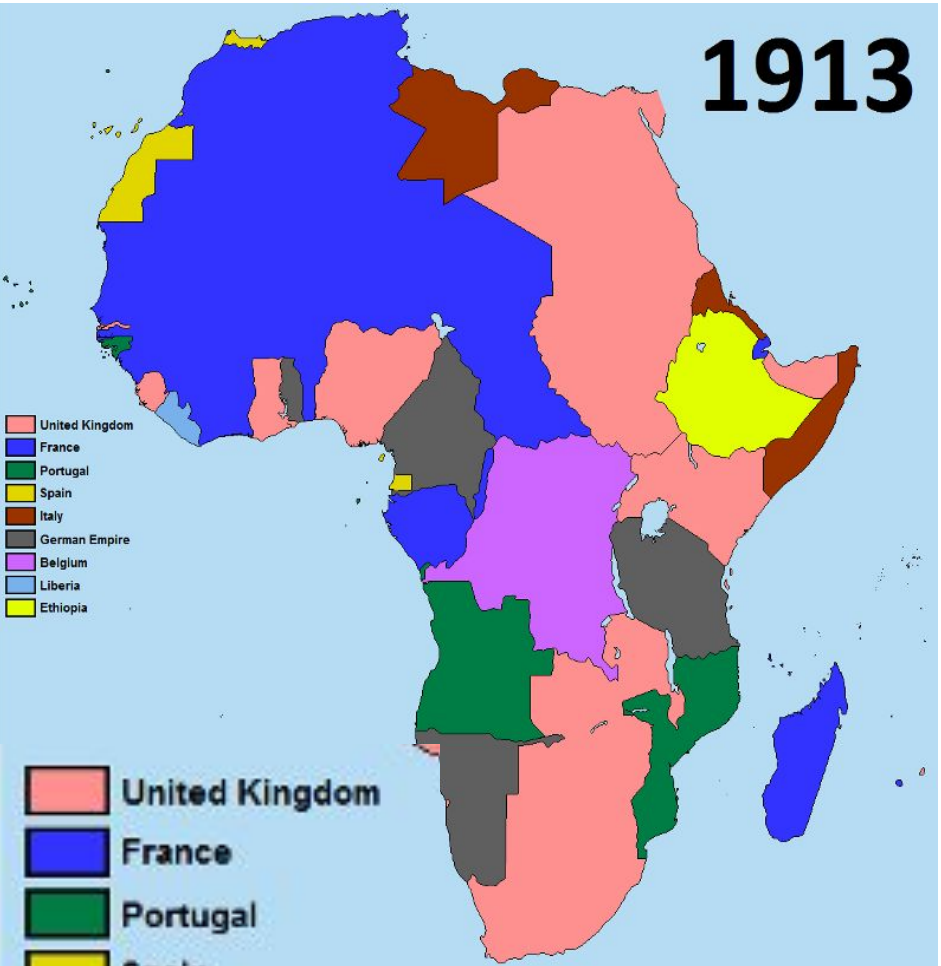 1913
United Kingdom
France
Portugal
Spain
Italy
German Empire
Belgium
Liberia
Ethiopia
United Kingdom
France
Portugal